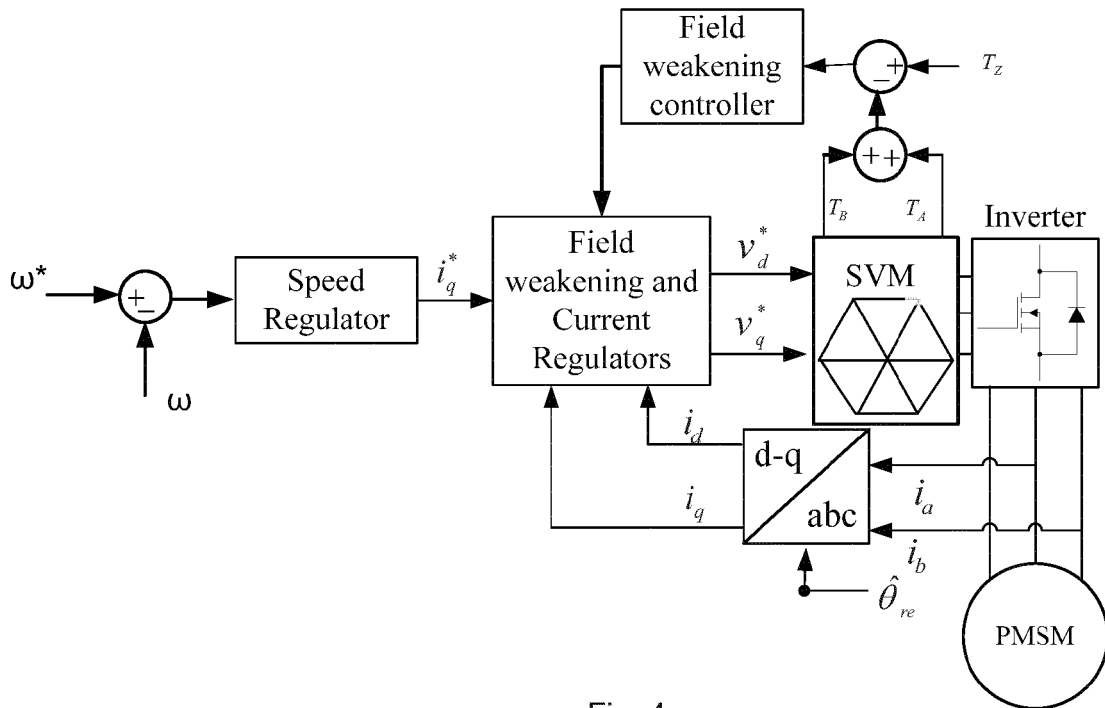 Field
weakening
controller
−
+
T_Z
+
+
T_B
T_A
Inverter
ω*
+
−
ω
Speed
Regulator
i_q^*
Field
weakening and
Current
Regulators
v_d^*
v_q^*
SVM
i_d
i_q
d-q
abc
i_a
i_b
θ̂_re
PMSM